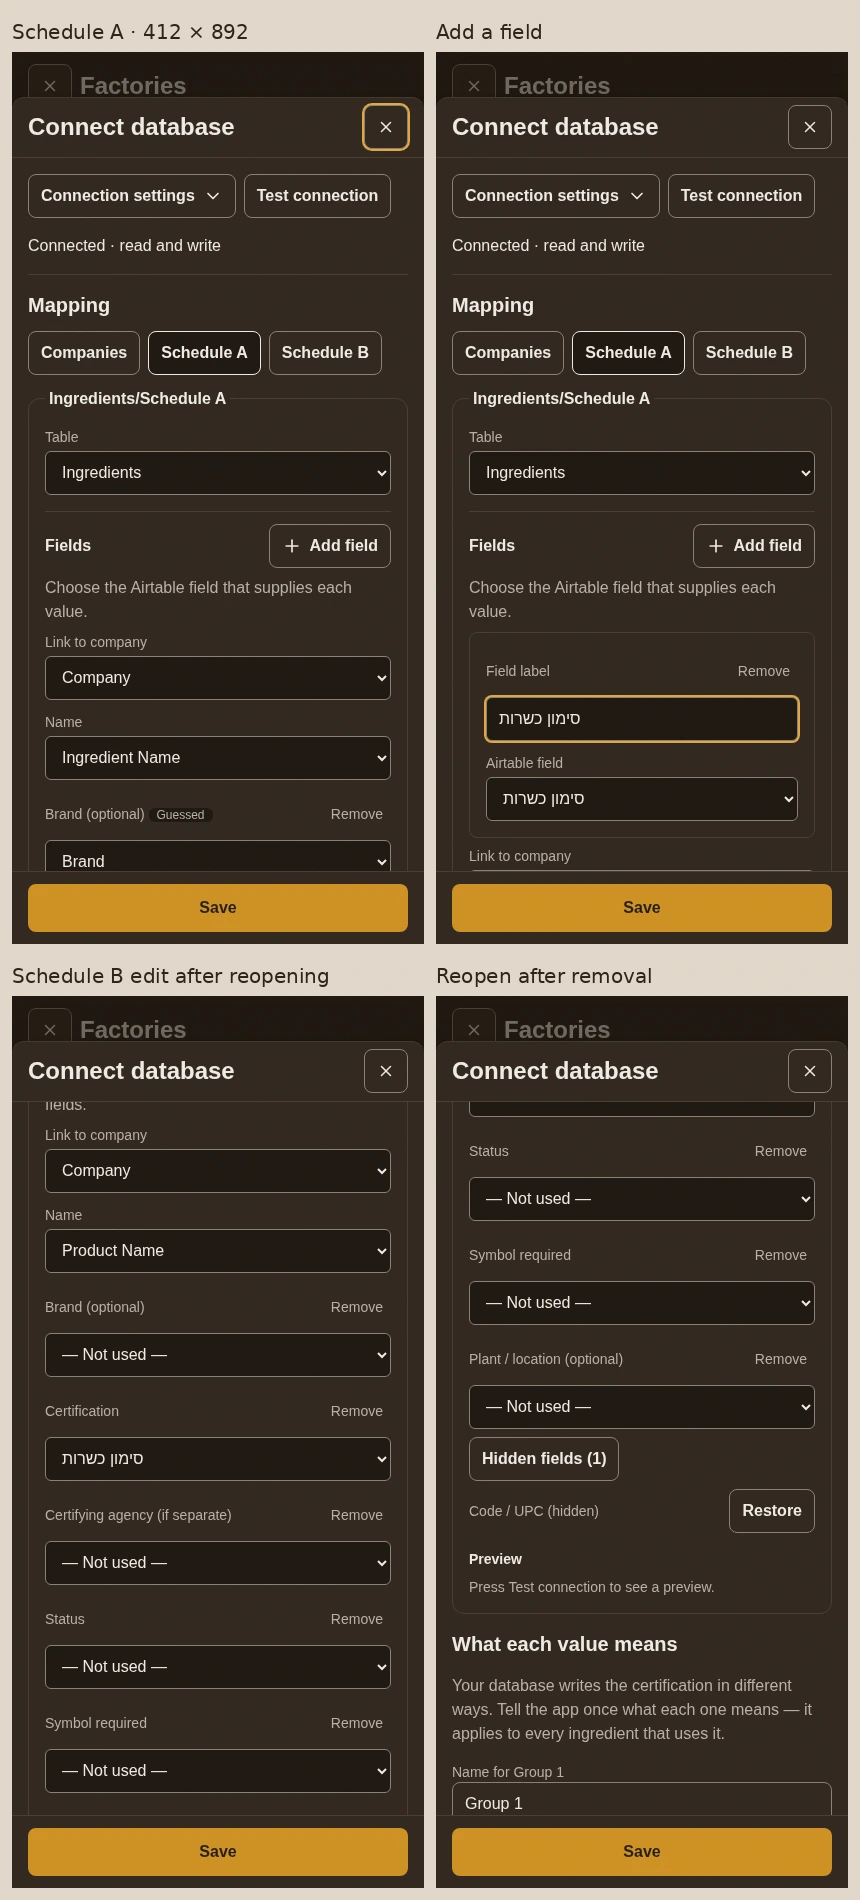 Schedule A · 412 × 892
Factories
Connect database
Connection settings
Test connection
Connected · read and write
Mapping
Companies
Schedule A
Schedule B
Ingredients/Schedule A
Table
Ingredients
Fields
Add field
Choose the Airtable field that supplies each
value.
Link to company
Company
Name
Ingredient Name
Brand (optional) Guessed
Remove
Brand
Save
Add a field
Factories
Connect database
Connection settings
Test connection
Connected · read and write
Mapping
Companies
Schedule A
Schedule B
Ingredients/Schedule A
Table
Ingredients
Fields
Add field
Choose the Airtable field that supplies each
value.
Field label
Remove
סימון כשרות
Airtable field
סימון כשרות
Link to company
Save
Schedule B edit after reopening
Factories
Connect database
fields.
Link to company
Company
Name
Product Name
Brand (optional)
Remove
— Not used —
Certification
Remove
סימון כשרות
Certifying agency (if separate)
Remove
— Not used —
Status
Remove
— Not used —
Symbol required
Remove
— Not used —
Save
Reopen after removal
Factories
Connect database
Status
Remove
— Not used —
Symbol required
Remove
— Not used —
Plant / location (optional)
Remove
— Not used —
Hidden fields (1)
Code / UPC (hidden)
Restore
Preview
Press Test connection to see a preview.
What each value means
Your database writes the certification in different
ways. Tell the app once what each one means — it
applies to every ingredient that uses it.
Name for Group 1
Group 1
Save